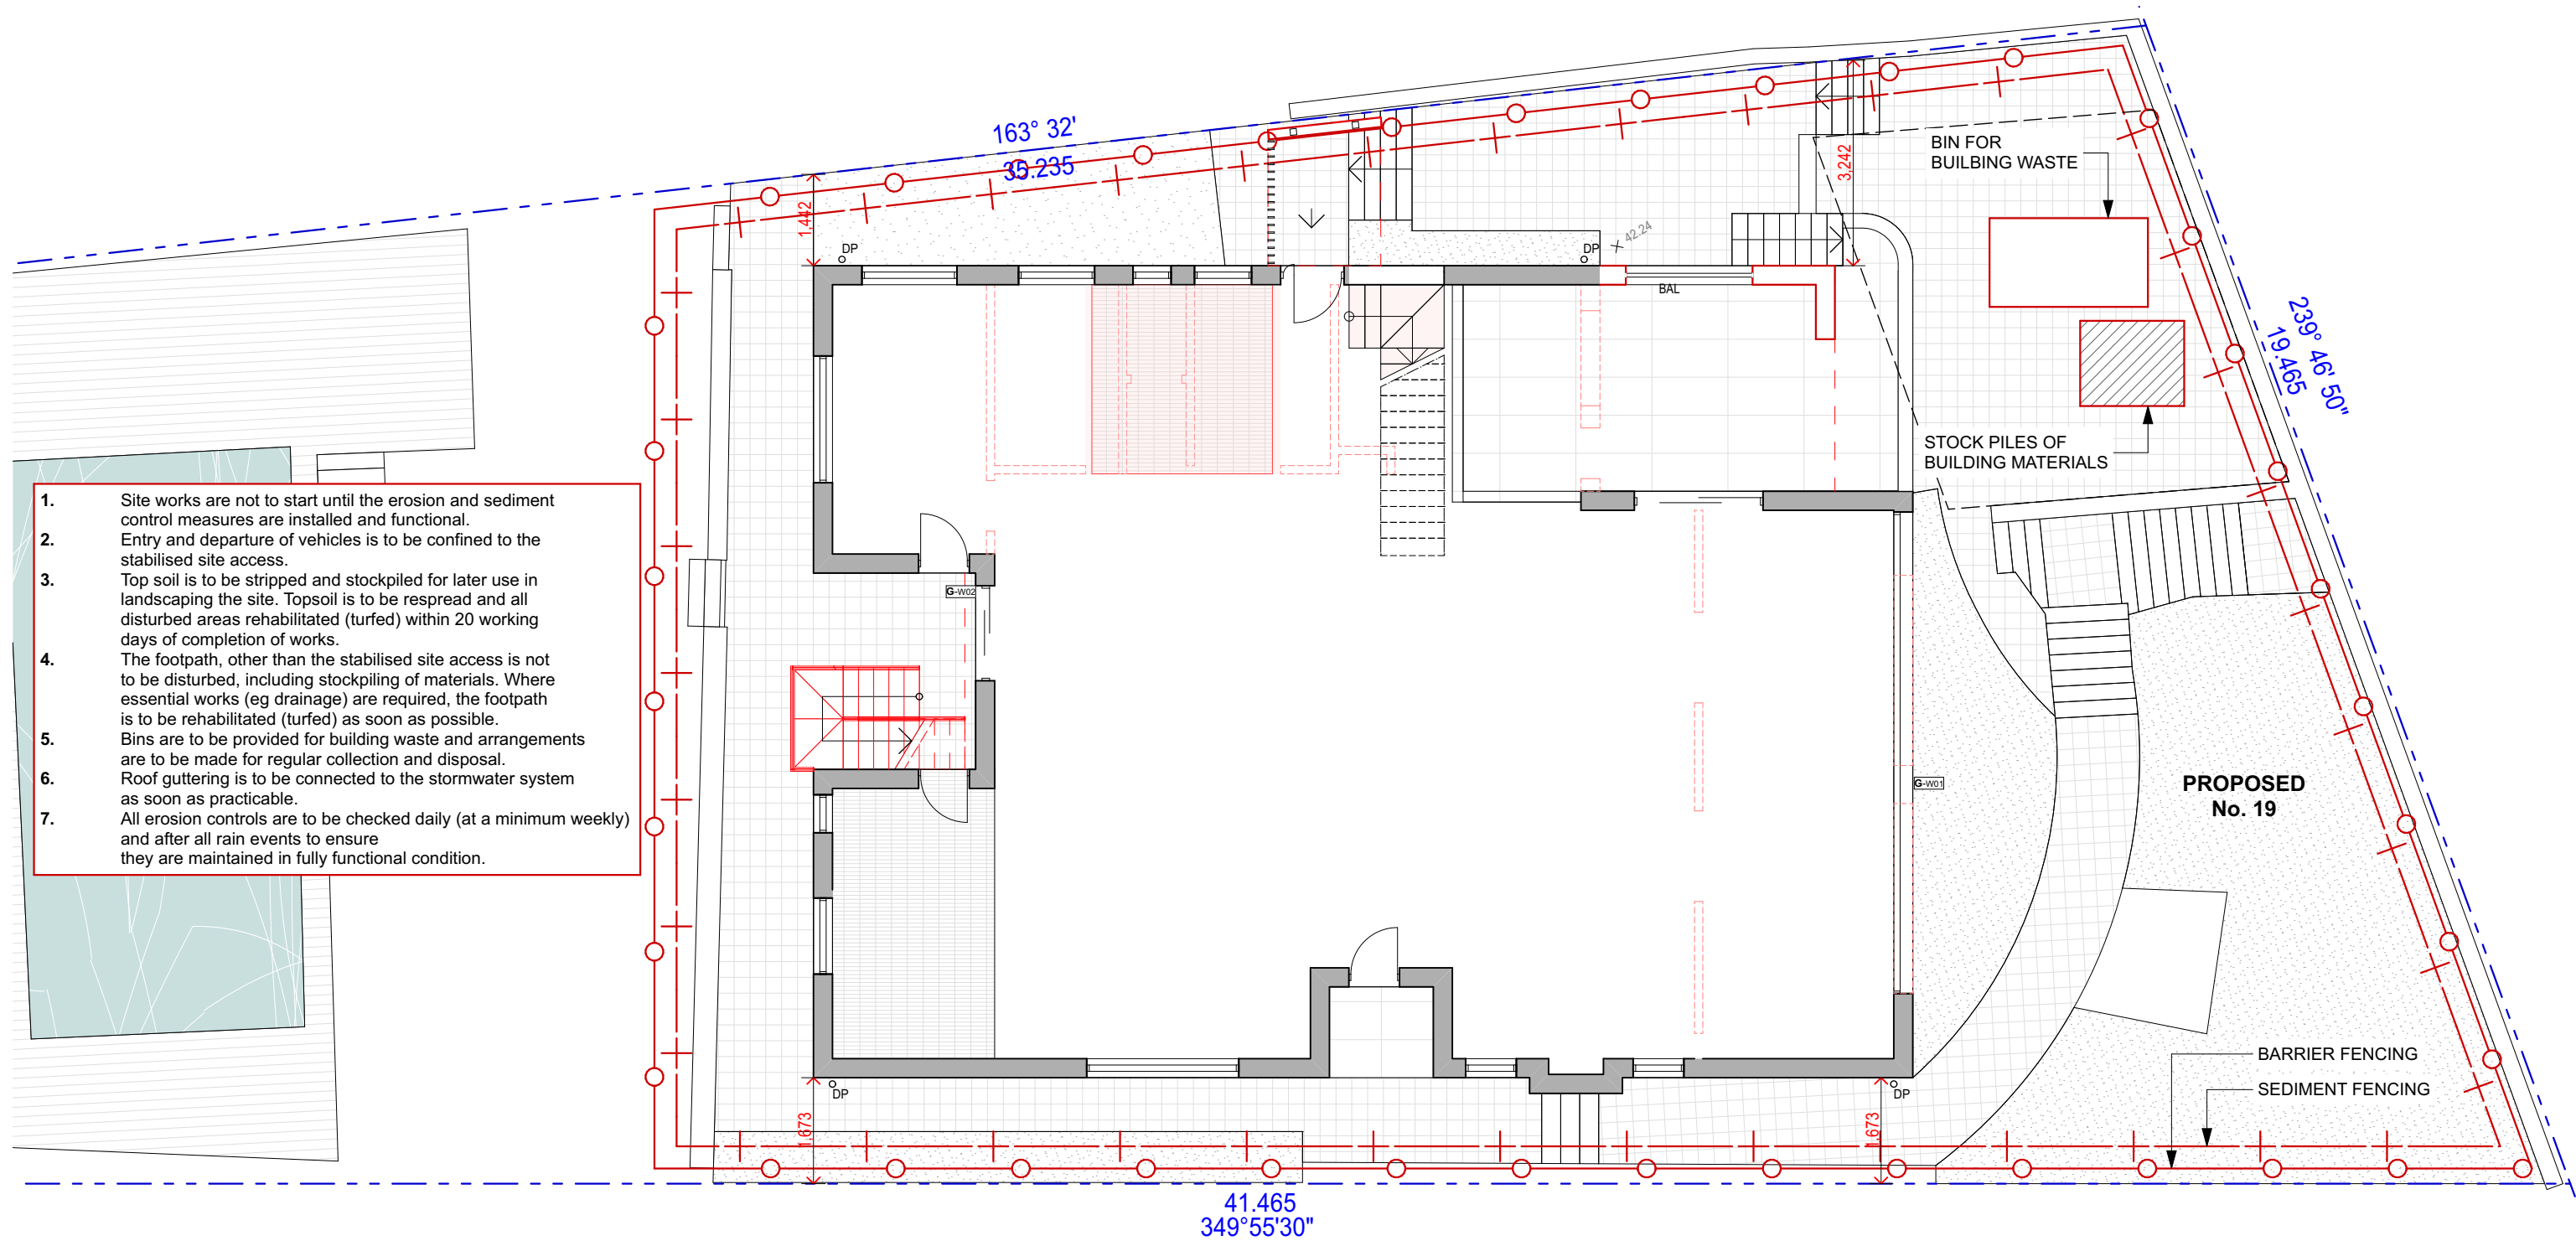 163° 32'
35.235
1,442
3,242
BIN FOR
BUILBING WASTE
DP
DP
42.24
BAL
239° 46' 50"
19.465
STOCK PILES OF
BUILDING MATERIALS
1. Site works are not to start until the erosion and sediment
control measures are installed and functional.
2. Entry and departure of vehicles is to be confined to the
stabilised site access.
3. Top soil is to be stripped and stockpiled for later use in
landscaping the site. Topsoil is to be respread and all
disturbed areas rehabilitated (turfed) within 20 working
days of completion of works.
4. The footpath, other than the stabilised site access is not
to be disturbed, including stockpiling of materials. Where
essential works (eg drainage) are required, the footpath
is to be rehabilitated (turfed) as soon as possible.
5. Bins are to be provided for building waste and arrangements
are to be made for regular collection and disposal.
6. Roof guttering is to be connected to the stormwater system
as soon as practicable.
7. All erosion controls are to be checked daily (at a minimum weekly)
and after all rain events to ensure
they are maintained in fully functional condition.
G-W02
G-W01
PROPOSED
No. 19
BARRIER FENCING
SEDIMENT FENCING
DP
DP
1,673
1,673
41.465
349°55'30"